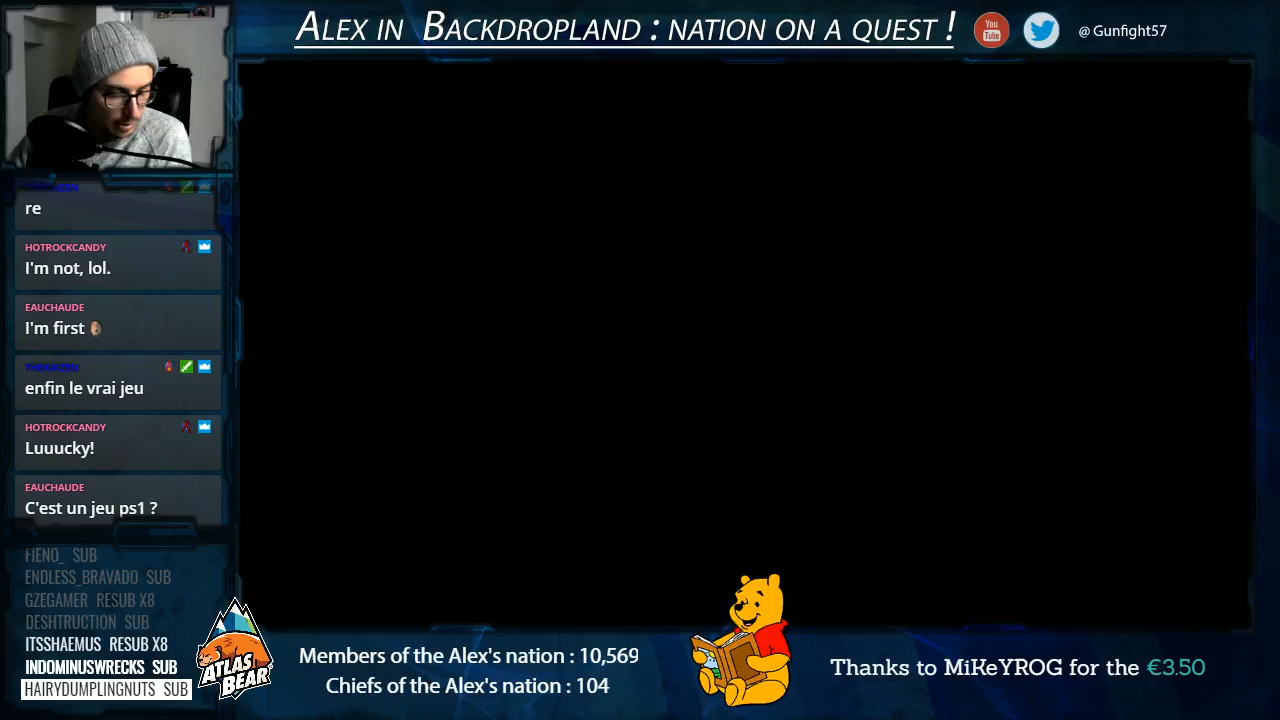 ALEX IN BACKDROPLAND : NATION ON A QUEST !
You
Tube
@ Gunfight57
re
HOTROCKCANDY
I'm not, lol.
EAUCHAUDE
I'm first
enfin le vrai jeu
HOTROCKCANDY
Luuucky!
EAUCHAUDE
C'est un jeu ps1 ?
FIENO_ SUB
ENDLESS_BRAVADO SUB
GZEGAMER RESUB X8
DESHTRUCTION SUB
ITSSHAEMUS RESUB X8
INDOMINUSWRECKS SUB
HAIRYDUMPLINGNUTS SUB
ATLAS
BEAR
Members of the Alex's nation : 10,569
Chiefs of the Alex's nation : 104
Thanks to MiKeYROG for the €3.50